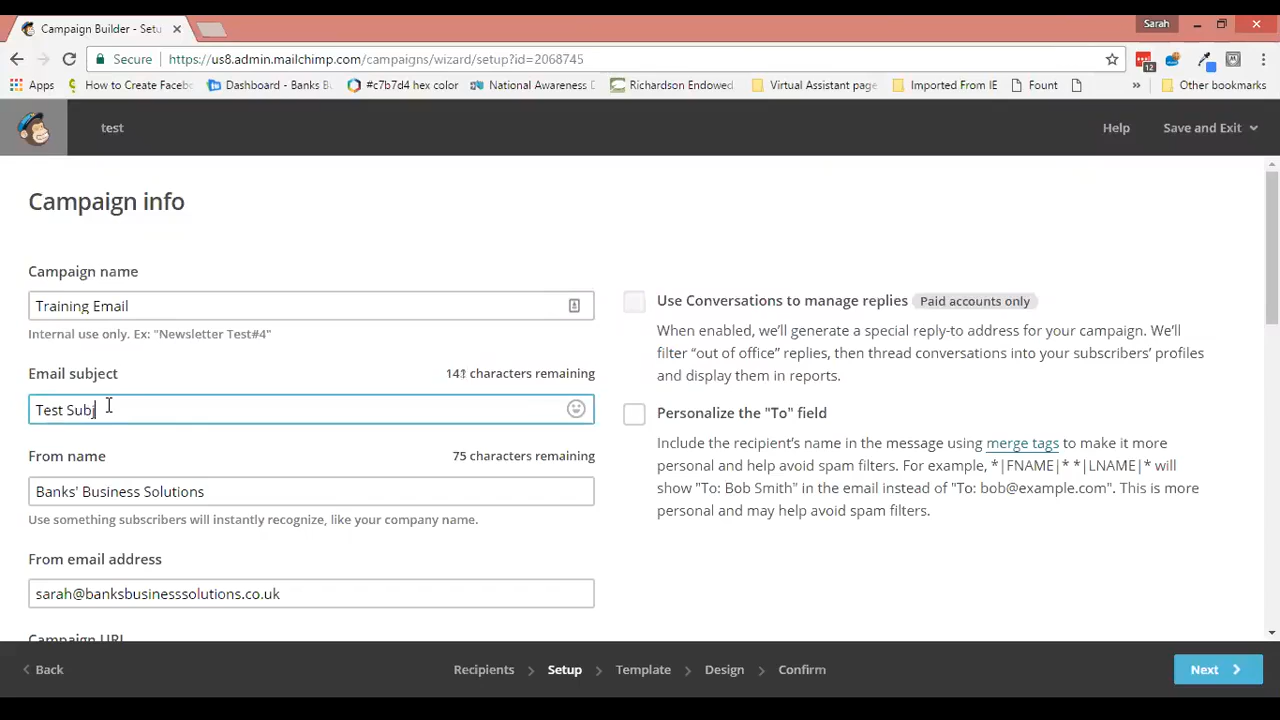 Campaign Builder - Setu
Sarah
Secure
https://us8.admin.mailchimp.com/campaigns/wizard/setup?id=2068745
12
Apps
How to Create Faceb
Dashboard - Banks B
#c7b7d4 hex color
National Awareness D
Richardson Endowed
Virtual Assistant page
Imported From IE
Fount
Other bookmarks
test
Help
Save and Exit
Campaign info
Campaign name
Training Email
Internal use only. Ex: "Newsletter Test#4"
Email subject
characters remaining
Test Subj
From name
75 characters remaining
Banks' Business Solutions
Use something subscribers will instantly recognize, like your company name.
From email address
sarah@banksbusinesssolutions.co.uk
Campaign URL
Use Conversations to manage replies
Paid accounts only
When enabled, we'll generate a special reply-to address for your campaign. We'll
filter "out of office" replies, then thread conversations into your subscribers' profiles
and display them in reports.
Personalize the "To" field
Include the recipient's name in the message using merge tags to make it more
personal and help avoid spam filters. For example, *|FNAME|* *|LNAME|* will
show "To: Bob Smith" in the email instead of "To: bob@example.com". This is more
personal and may help avoid spam filters.
Back
Recipients
Setup
Template
Design
Confirm
Next